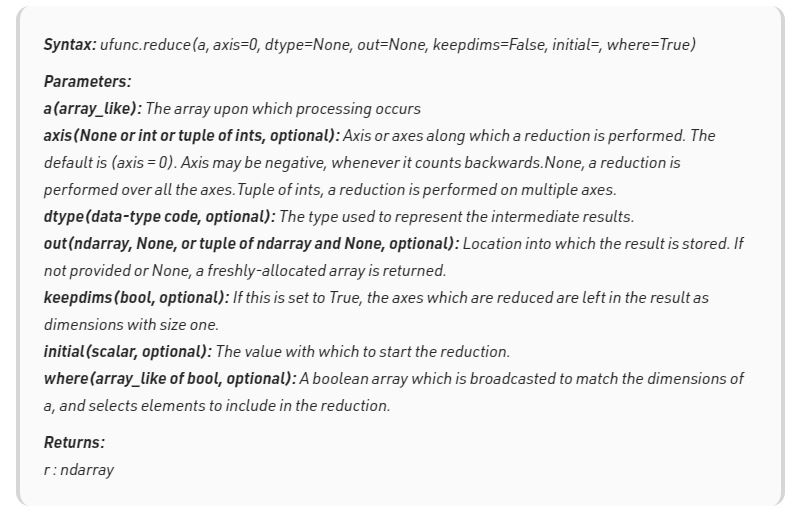 Syntax: ufunc.reduce(a, axis=0, dtype=None, out=None, keepdims=False, initial=, where=True)
Parameters:
a(array_like): The array upon which processing occurs
axis(None or int or tuple of ints, optional): Axis or axes along which a reduction is performed. The
default is (axis = 0). Axis may be negative, whenever it counts backwards.None, a reduction is
performed over all the axes.Tuple of ints, a reduction is performed on multiple axes.
dtype(data-type code, optional): The type used to represent the intermediate results.
out(ndarray, None, or tuple of ndarray and None, optional): Location into which the result is stored. If
not provided or None, a freshly-allocated array is returned.
keepdims(bool, optional): If this is set to True, the axes which are reduced are left in the result as
dimensions with size one.
initial(scalar, optional): The value with which to start the reduction.
where(array_like of bool, optional): A boolean array which is broadcasted to match the dimensions of
a, and selects elements to include in the reduction.
Returns:
r : ndarray